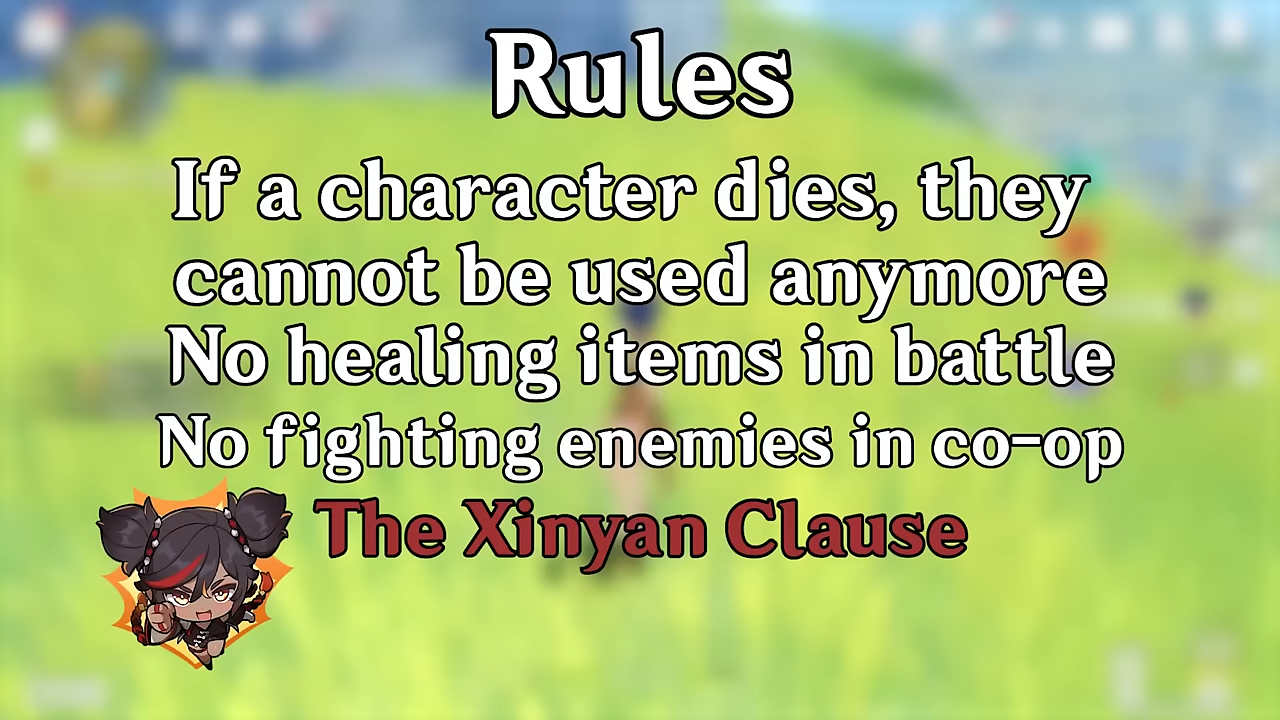 Rules
If a character dies, they
cannot be used anymore
No healing items in battle
No fighting enemies in co-op
The Xinyan Clause